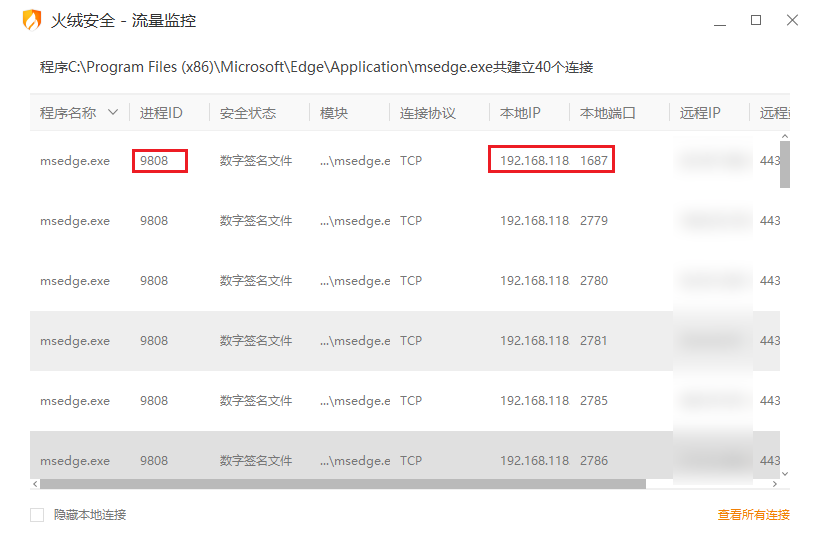 火绒安全 - 流量监控
程序C:\Program Files (x86)\Microsoft\Edge\Application\msedge.exe共建立40个连接
程序名称 进程ID 安全状态 模块 连接协议 本地IP 本地端口 远程IP 远程
msedge.exe 9808 数字签名文件 ...\msedge.e TCP 192.168.118 1687 443
msedge.exe 9808 数字签名文件 ...\msedge.e TCP 192.168.118 2779 443
msedge.exe 9808 数字签名文件 ...\msedge.e TCP 192.168.118 2780 443
msedge.exe 9808 数字签名文件 ...\msedge.e TCP 192.168.118 2781 443
msedge.exe 9808 数字签名文件 ...\msedge.e TCP 192.168.118 2785 443
msedge.exe 9808 数字签名文件 ...\msedge.e TCP 192.168.118 2786 443
隐藏本地连接 查看所有连接